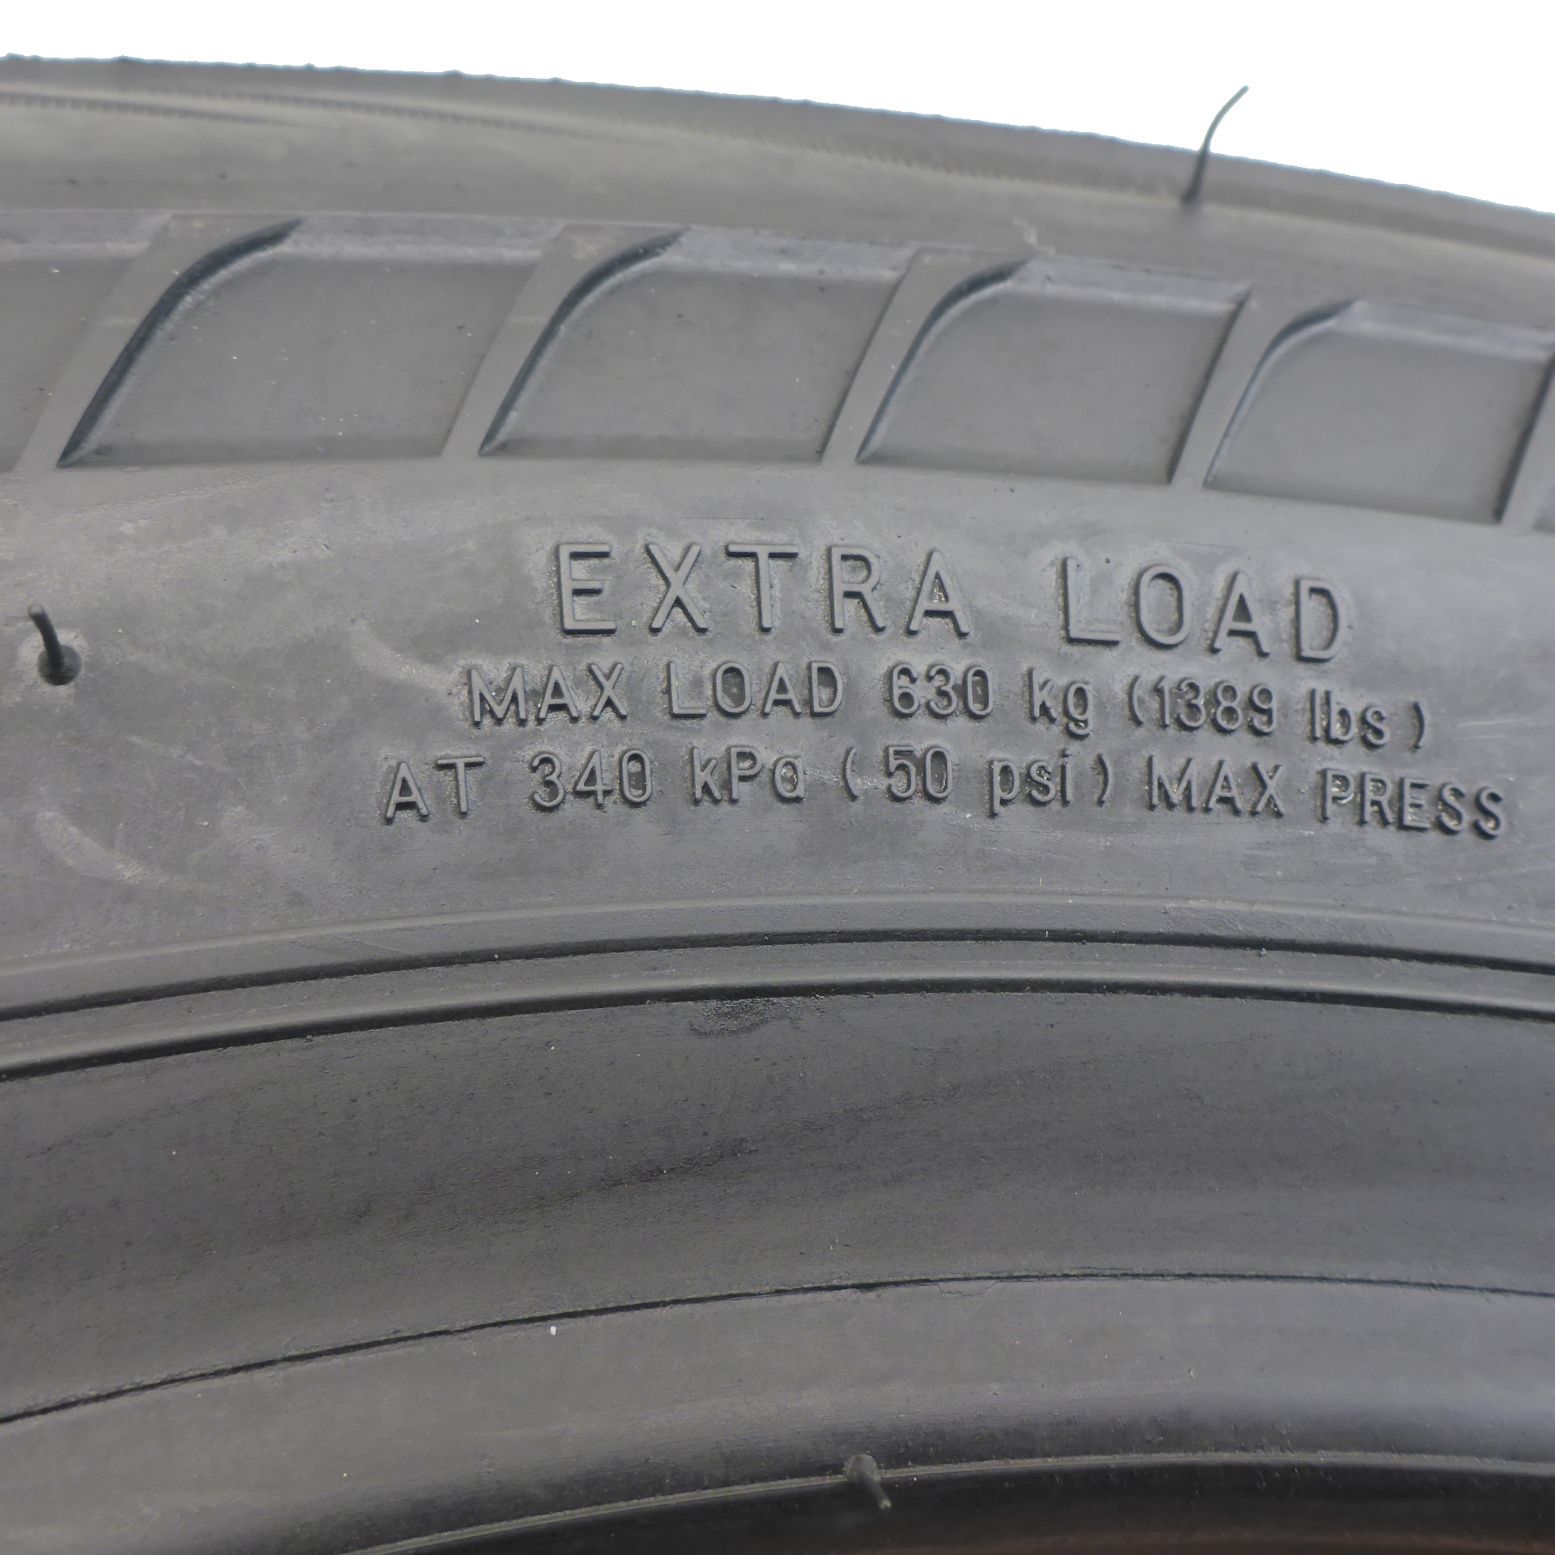 EXTRA LOAD
MAX LOAD 630 kg (1389 lbs)
AT 340 kPa (50 psi) MAX PRESS